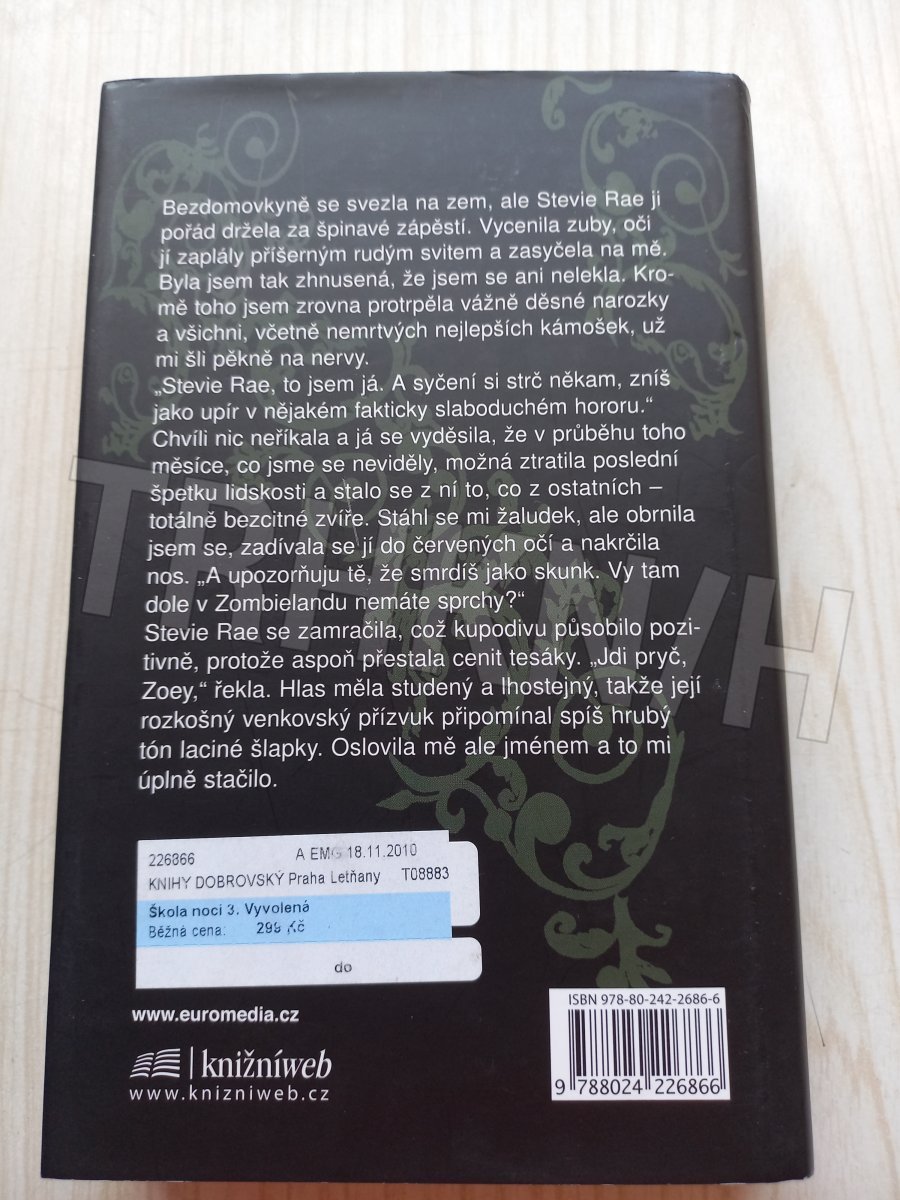 Bezdomovkyně se svezla na zem, ale Stevie Rae ji
pořád držela za špinavé zápěstí. Vycenila zuby, oči
jí zaplály příšerným rudým svitem a zasyčela na mě.
Byla jsem tak zhnusená, že jsem se ani nelekla. Kro-
mě toho jsem zrovna protrpěla vážně děsné narozky
a všichni, včetně nemrtvých nejlepších kámošek, už
mi šli pěkně na nervy.
„Stevie Rae, to jsem já. A syčení si strč někam, zníš
jako upír v nějakém fakticky slaboduchém hororu.“
Chvíli nic neříkala a já se vyděsila, že v průběhu toho
měsíce, co jsme se neviděly, možná ztratila poslední
špetku lidskosti a stalo se z ní to, co z ostatních –
totálně bezcitné zvíře. Stáhl se mi žaludek, ale obrnila
jsem se, zadívala se jí do červených očí a nakrčila
nos. „A upozorňuju tě, že smrdíš jako skunk. Vy tam
dole v Zombielandu nemáte sprchy?“
Stevie Rae se zamračila, což kupodivu působilo pozi-
tivně, protože aspoň přestala cenit tesáky. „Jdi pryč,
Zoey,“ řekla. Hlas měla studený a lhostejný, takže její
rozkošný venkovský přízvuk připomínal spíš hrubý
tón laciné šlapky. Oslovila mě ale jménem a to mi
úplně stačilo.
226866 A EMG 18.11.2010
KNIHY DOBROVSKÝ Praha Letňany T08883
Škola noci 3. Vyvolená
Běžná cena: 299 Kč
do
www.euromedia.cz
knižníweb
www.knizniweb.cz
ISBN 978-80-242-2686-6
9 788024 226866